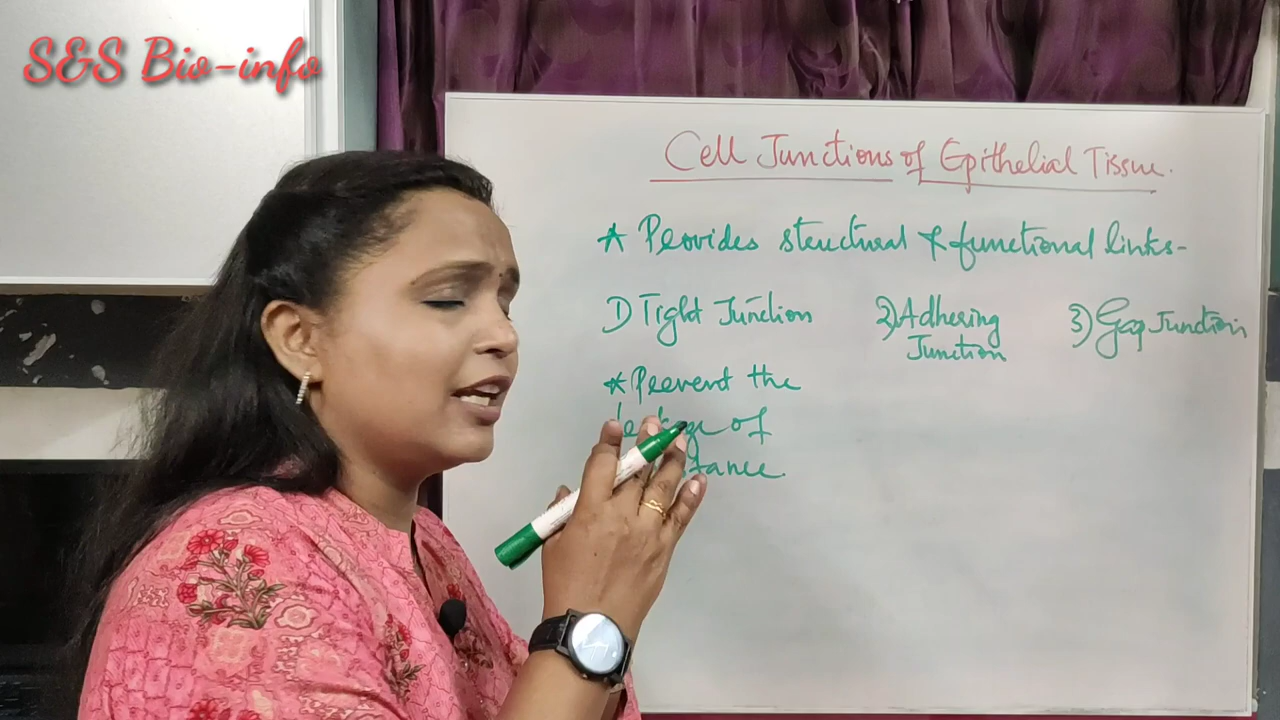 S&S Bio-info
Cell Junctions of Epithelial Tissue.
* Provides structural & functional links-
1) Tight Junction 2) Adhering Junction 3) Gap Junction
* Prevent the
of